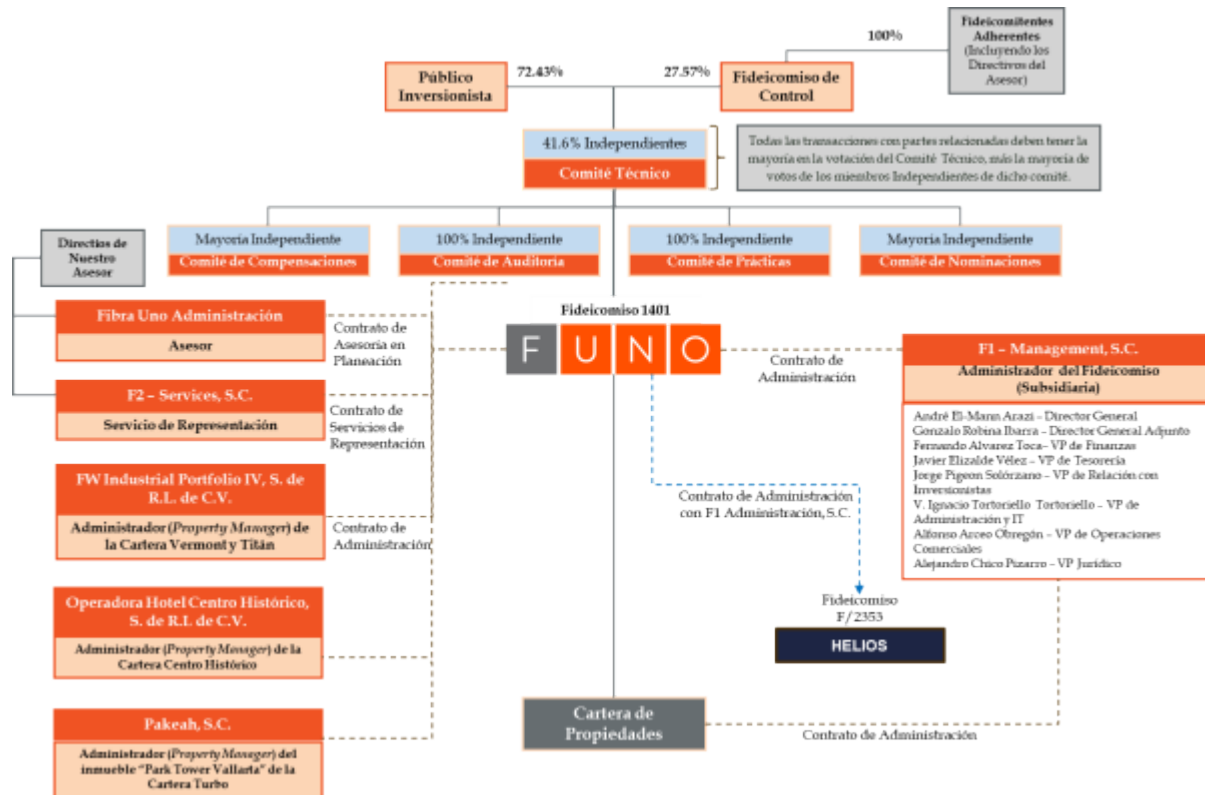 Fideicomitentes
Adherentes
(Incluyendo los
Directivos del
Asesor)
100%
Público
Inversionista
72.43%
27.57%
Fideicomiso de
Control
41.6% Independientes
Comité Técnico
Todas las transacciones con partes relacionadas deben tener la
mayoría en la votación del Comité Técnico, más la mayoría de
votos de los miembros Independientes de dicho comité.
Directios de
Nuestro
Asesor
Mayoría Independiente
Comité de Compensaciones
100% Independiente
Comité de Auditoría
100% Independiente
Comité de Prácticas
Mayoría Independiente
Comité de Nominaciones
Fibra Uno Administración
Asesor
Contrato de
Asesoría en
Planeación
Fideicomiso 1401
FUNO
Contrato de
Administración
F1 – Management, S.C.
Administrador del Fideicomiso
(Subsidiaria)
André El-Mann Arazi – Director General
Gonzalo Robina Ibarra – Director General Adjunto
Fernando Alvarez Toca– VP de Finanzas
Javier Elizalde Vélez – VP de Tesorería
Jorge Pigeon Solórzano – VP de Relación con
Inversionistas
V. Ignacio Tortoriello Tortoriello – VP de
Administración y IT
Alfonso Arceo Obregón – VP de Operaciones
Comerciales
Alejandro Chico Pizarro – VP Jurídico
F2 – Services, S.C.
Servicio de Representación
Contrato de
Servicios de
Representación
FW Industrial Portfolio IV, S. de
R.L. de C.V.
Administrador (Property Manager) de
la Cartera Vermont y Titán
Contrato de
Administración
Contrato de Administración
con F1 Administración, S.C.
Operadora Hotel Centro Histórico,
S. de R.L de C.V.
Administrador (Property Manager) de la
Cartera Centro Histórico
Fideicomiso
F/2353
HELIOS
Pakeah, S.C.
Administrador (Property Manager) del
inmueble "Park Tower Vallarta" de la
Cartera Turbo
Cartera de
Propiedades
Contrato de Administración